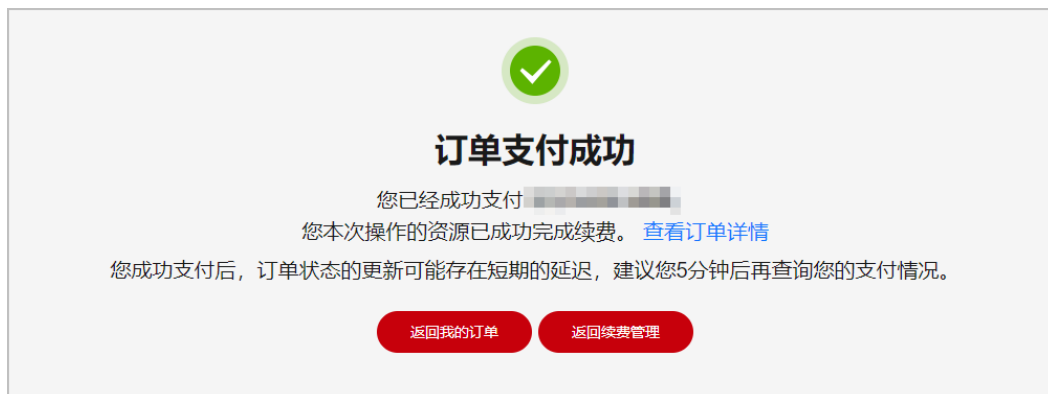 订单支付成功
您已经成功支付
您本次操作的资源已成功完成续费。 查看订单详情
您成功支付后，订单状态的更新可能存在短期的延迟，建议您5分钟后再查询您的支付情况。
返回我的订单 返回续费管理